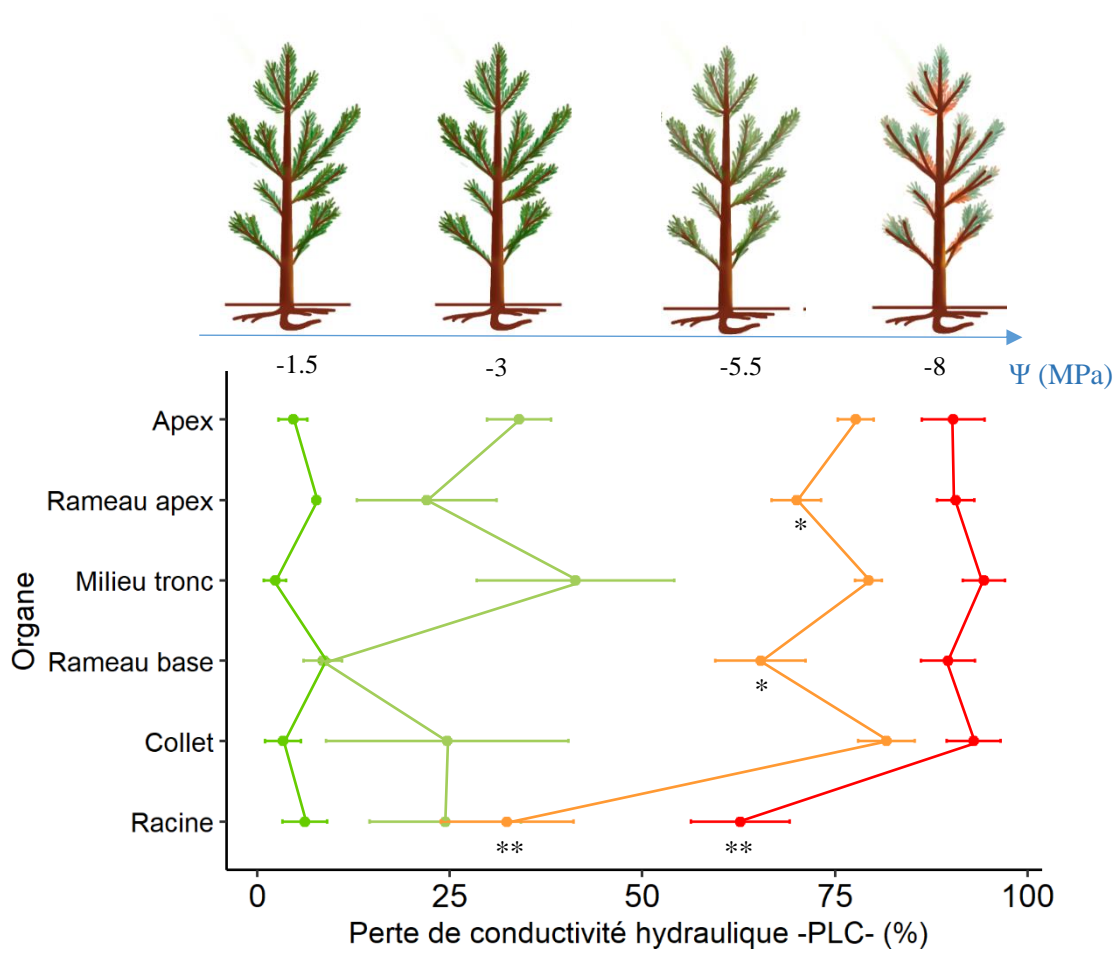 -1.5 -3 -5.5 -8 Ψ (MPa)
Apex
Rameau apex
*
Milieu tronc
Rameau base
*
Collet
Racine
** **
Organe
0 25 50 75 100
Perte de conductivité hydraulique -PLC- (%)